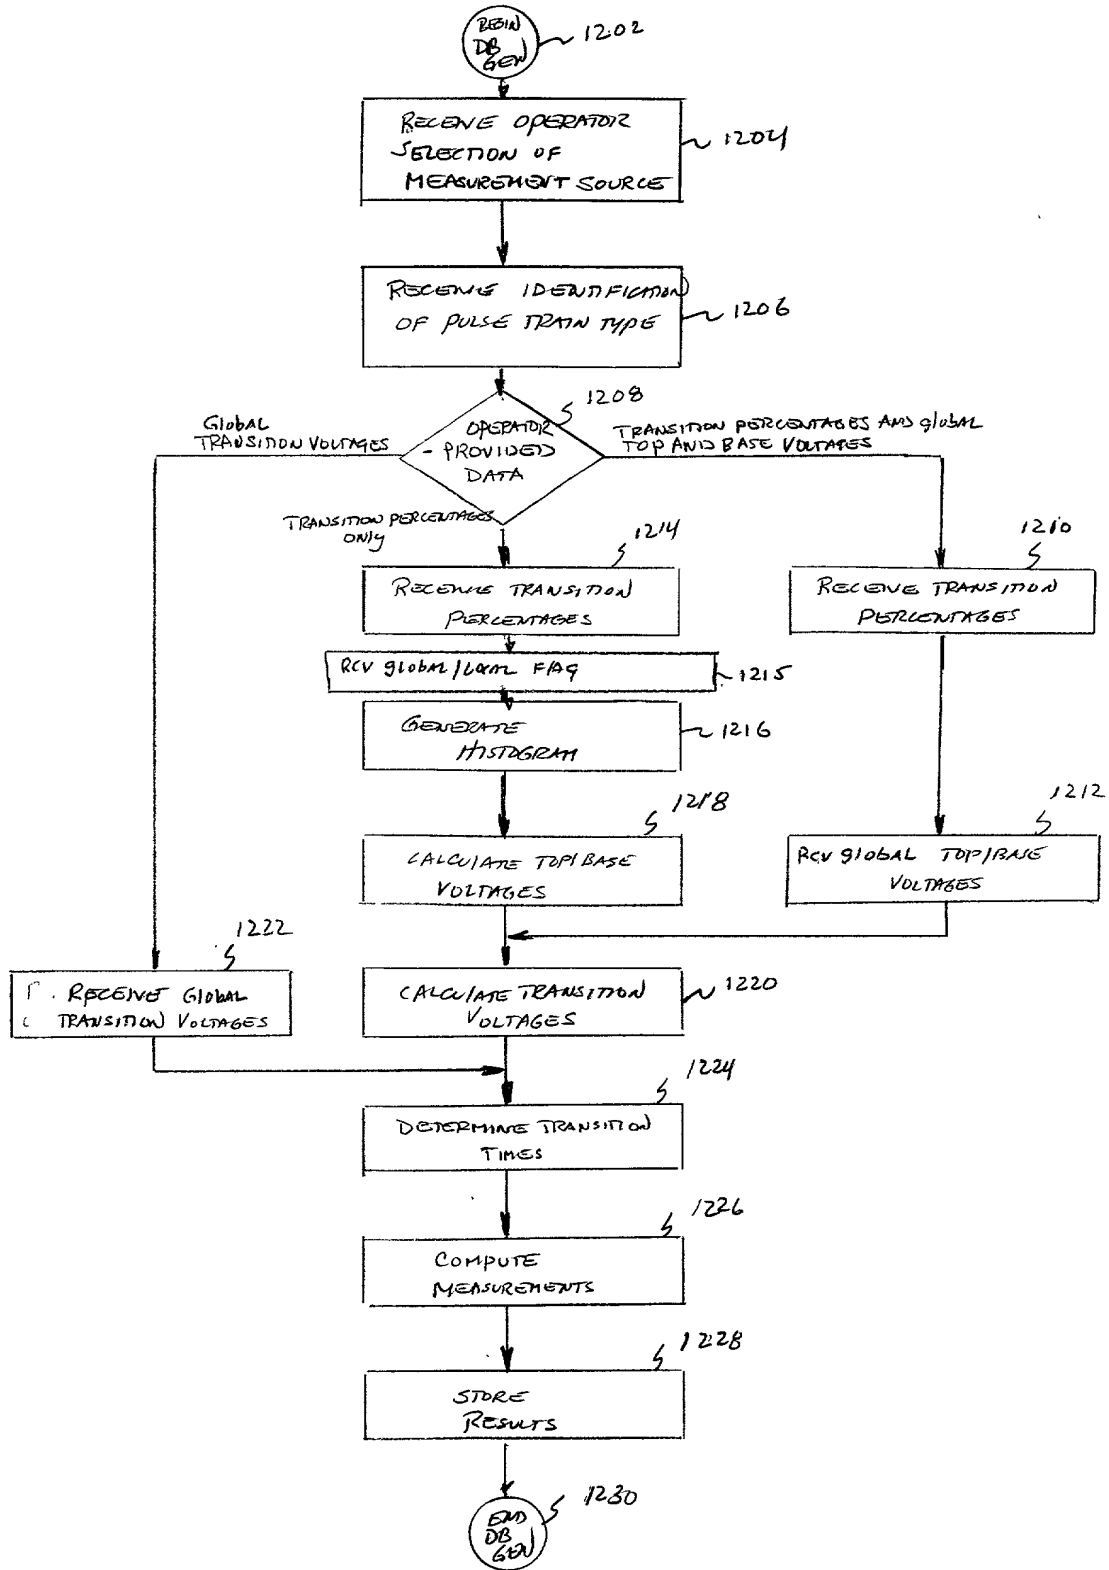 BEGIN
DB
GEN
1202
RECEIVE OPERATOR
SELECTION OF
MEASUREMENT SOURCE
1204
RECEIVE IDENTIFICATION
OF PULSE TRAIN TYPE
1206
1208
OPERATOR
- PROVIDED
DATA
Global
TRANSITION VOLTAGES
TRANSITION PERCENTAGES AND global
TOP AND BASE VOLTAGES
TRANSITION PERCENTAGES
ONly
1214
RECEIVE TRANSITION
PERCENTAGES
1210
RECEIVE TRANSITION
PERCENTAGES
RCV global/LOCAL FlAg
1215
GENERATE
HISTOGRAM
1216
1218
CALCULATE TOP/BASE
VOLTAGES
1212
RCV global TOP/BASE
VOLTAGES
1222
RECEIVE GlobAL
TRANSITION VOLTAGES
CALCULATE TRANSITION
VOLTAGES
1220
1224
DETERMINE TRANSITION
TIMES
1226
COMPUTE
MEASUREMENTS
1228
STORE
RESULTS
1230
END
DB
GEN